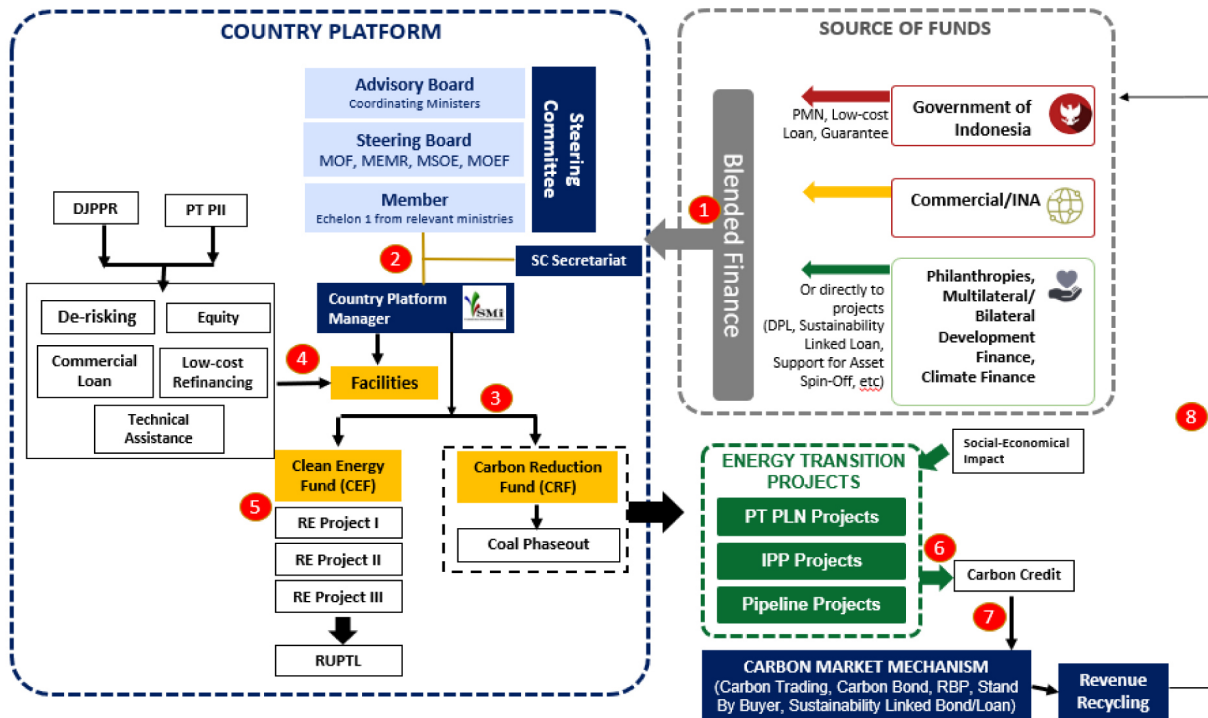 COUNTRY PLATFORM
Advisory Board
Coordinating Ministers
Steering Board
MOF, MEMR, MSOE, MOEF
Member
Echelon 1 from relevant ministries
Steering
Committee
2
SC Secretariat
Country Platform
Manager
SMi
DJPPR
PT PII
De-risking
Equity
Commercial
Loan
Low-cost
Refinancing
Technical
Assistance
4
Facilities
3
Clean Energy
Fund (CEF)
5
RE Project I
RE Project II
RE Project III
RUPTL
Carbon Reduction
Fund (CRF)
Coal Phaseout
SOURCE OF FUNDS
1
Blended Finance
PMN, Low-cost
Loan, Guarantee
Government of
Indonesia
Commercial/INA
Or directly to
projects
(DPL, Sustainability
Linked Loan,
Support for Asset
Spin-Off, etc)
Philanthropies,
Multilateral/
Bilateral
Development
Finance,
Climate Finance
8
ENERGY TRANSITION
PROJECTS
Social-Economical
Impact
PT PLN Projects
IPP Projects
Pipeline Projects
6
Carbon Credit
7
CARBON MARKET MECHANISM
(Carbon Trading, Carbon Bond, RBP, Stand
By Buyer, Sustainability Linked Bond/Loan)
Revenue
Recycling